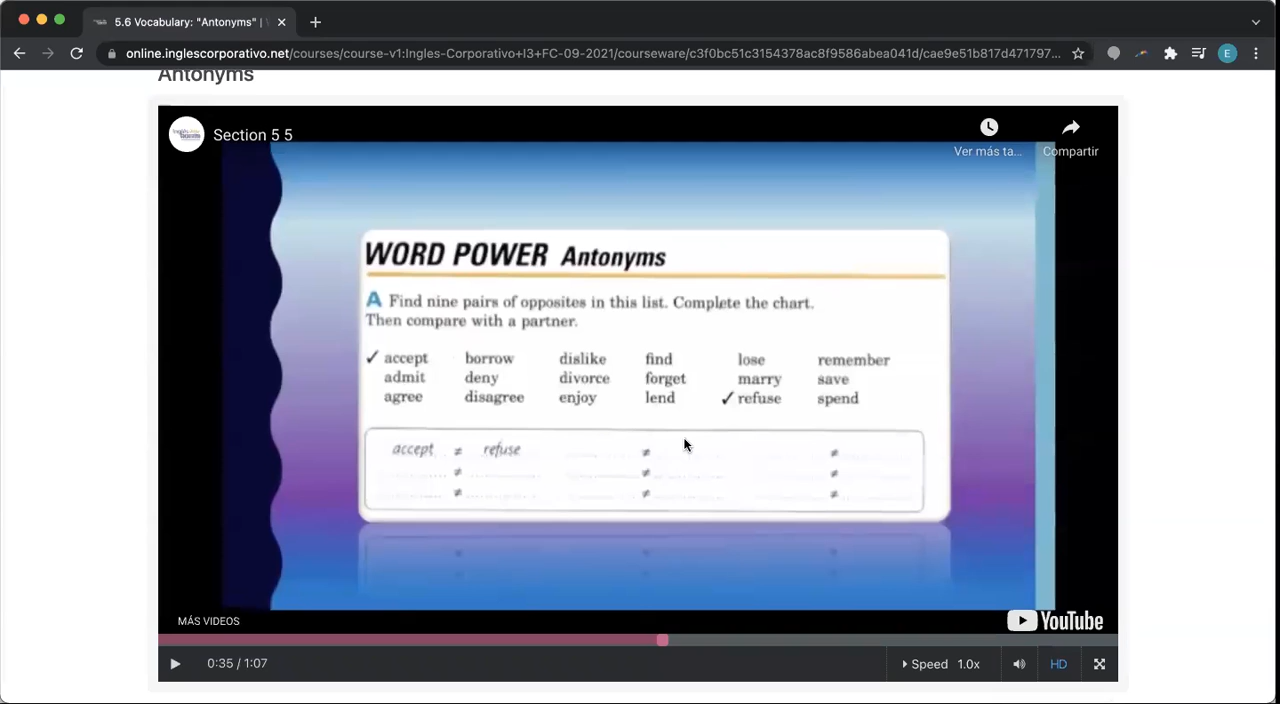 5.6 Vocabulary: "Antonyms" |
online.inglescorporativo.net/courses/course-v1:Ingles-Corporativo+I3+FC-09-2021/courseware/c3f0bc51c3154378ac8f9586abea041d/cae9e51b817d471797...
E
Antonyms
Section 5 5
Ver más ta...
Compartir
WORD POWER Antonyms
A Find nine pairs of opposites in this list. Complete the chart.
Then compare with a partner.
✓ accept borrow dislike find lose remember
admit deny divorce forget marry save
agree disagree enjoy lend ✓ refuse spend
accept ≠ refuse ≠ ≠
≠ ≠ ≠
≠ ≠ ≠
MÁS VIDEOS
YouTube
0:35 / 1:07
Speed 1.0x
HD